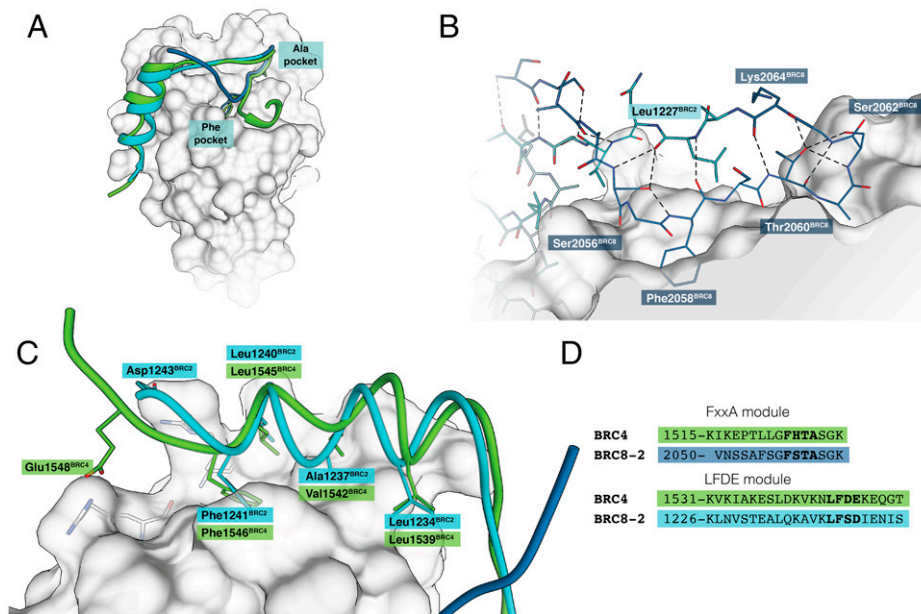 A
Ala
pocket
Phe
pocket
B
Lys2064BRC8
Leu1227BRC2
Ser2062BRC8
Ser2056BRC8
Thr2060BRC8
Phe2058BRC8
C
Leu1240BRC2
Asp1243BRC2
Leu1545BRC4
Glu1548BRC4
Ala1237BRC2
Val1542BRC4
Phe1241BRC2
Phe1546BRC4
Leu1234BRC2
Leu1539BRC4
D
FxxA module
BRC4 1515-KIKEPTLLGFHTASGK
BRC8-2 2050- VNSSAFSGFSTASGK
LFDE module
BRC4 1531-KVKIAKESLDKVKNLFDEKEQGT
BRC8-2 1226-KLNVSTEALQKAVKLFSDIENIS